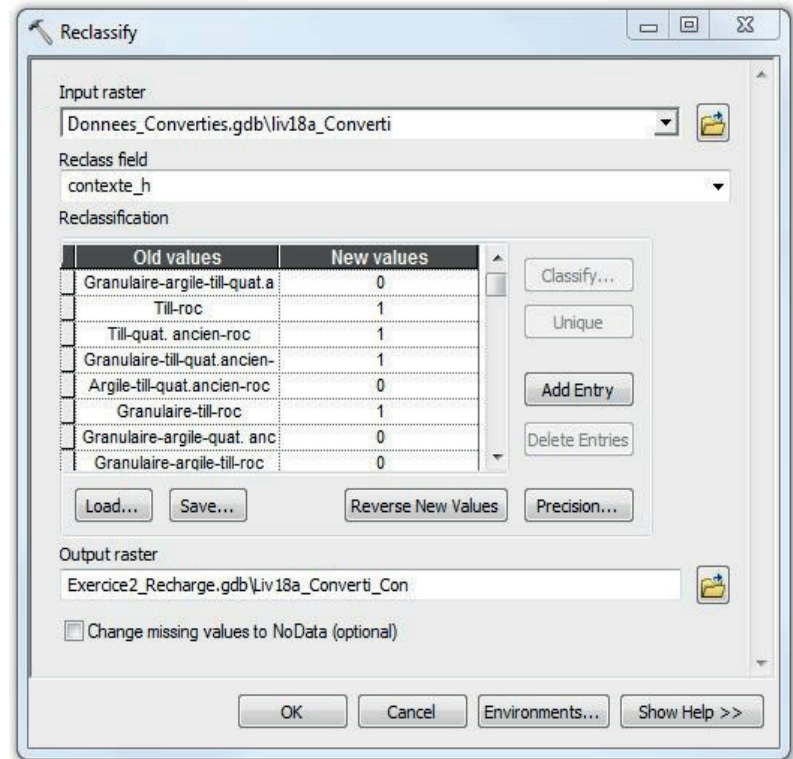 Reclassify
Input raster
Donnees_Converties.gdb\liv18a_Converti
Reclass field
contexte_h
Reclassification
Old values New values
Granulaire-argile-till-quat.a 0
Till-roc 1
Till-quat. ancien-roc 1
Granulaire-till-quat.ancien- 1
Argile-till-quat.ancien-roc 0
Granulaire-till-roc 1
Granulaire-argile-quat. anc 0
Granulaire-argile-till-roc 0
Classify...
Unique
Add Entry
Delete Entries
Load... Save... Reverse New Values Precision...
Output raster
Exercice2_Recharge.gdb\Liv18a_Converti_Con
Change missing values to NoData (optional)
OK Cancel Environments... Show Help >>